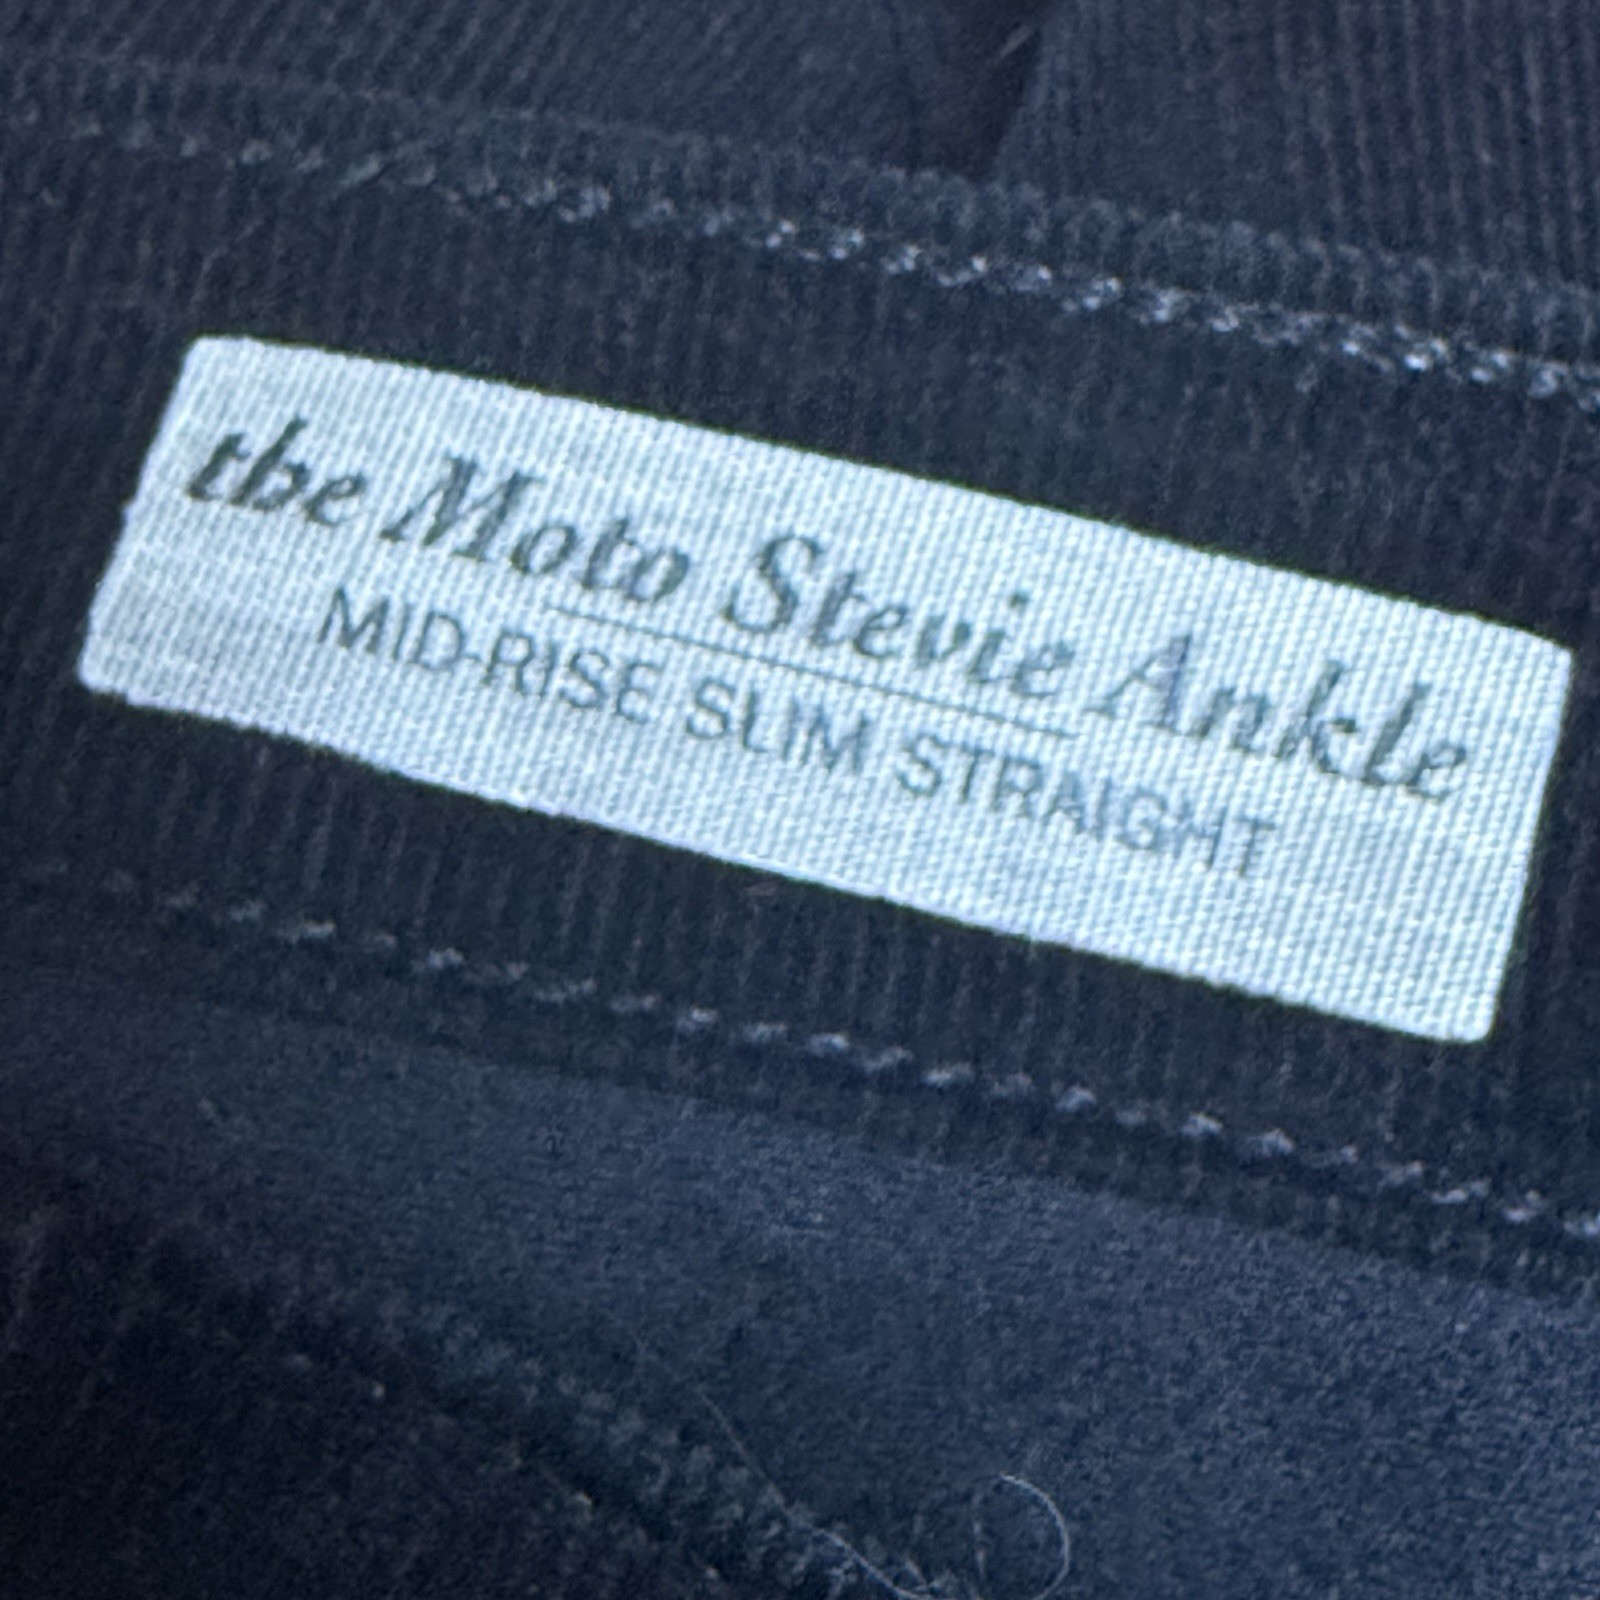 the Moto Stevie Ankle
MID-RISE SLIM STRAIGHT